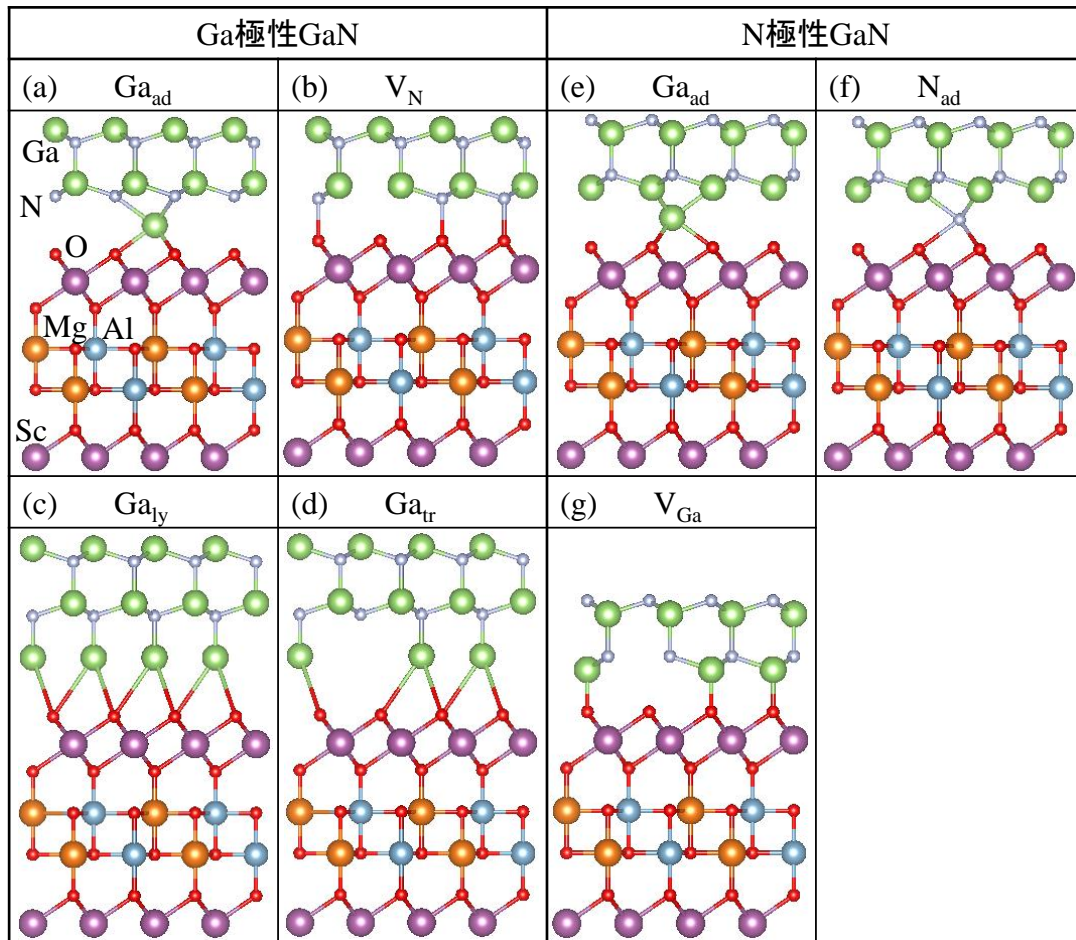 Ga極性GaN N極性GaN
(a) Ga_ad (b) V_N (e) Ga_ad (f) N_ad
Ga
N
O
Mg Al
Sc
(c) Ga_ly (d) Ga_tr (g) V_Ga